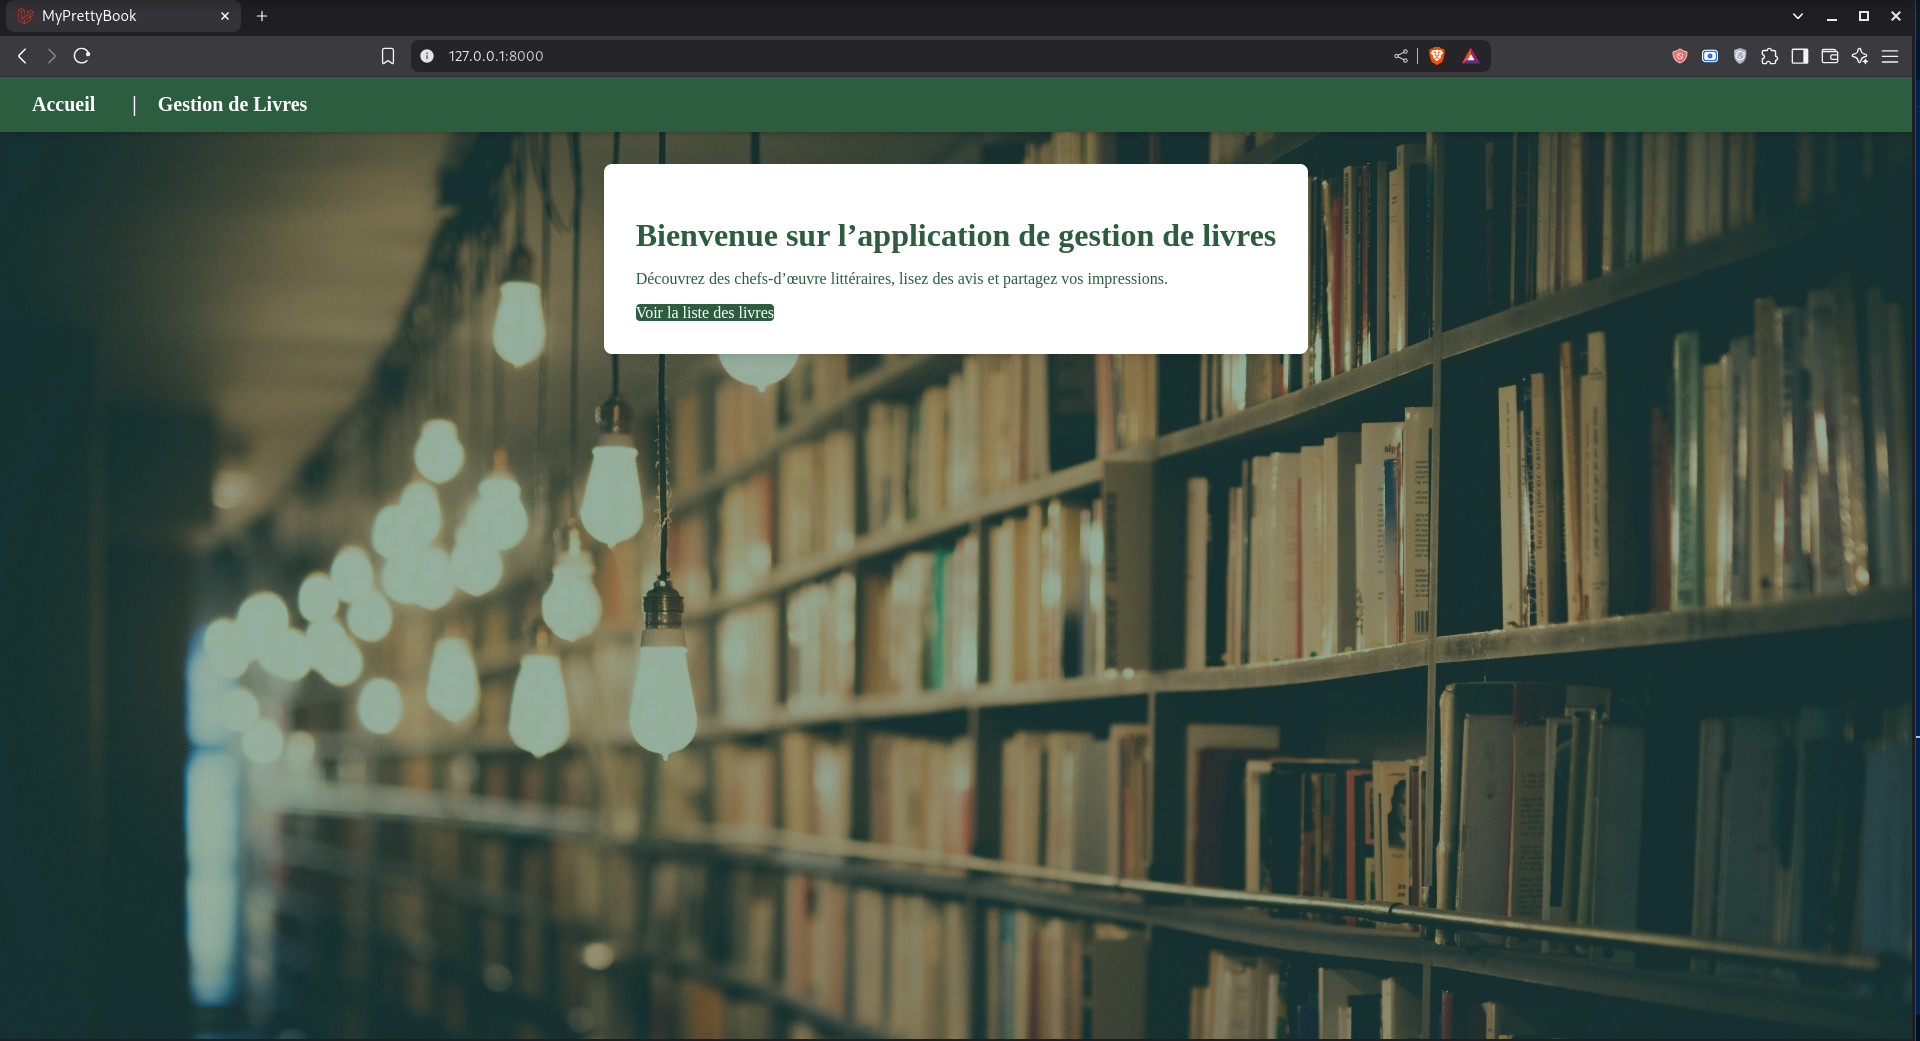 MyPrettyBook
127.0.0.1:8000
Accueil | Gestion de Livres
Bienvenue sur l’application de gestion de livres
Découvrez des chefs-d’œuvre littéraires, lisez des avis et partagez vos impressions.
Voir la liste des livres